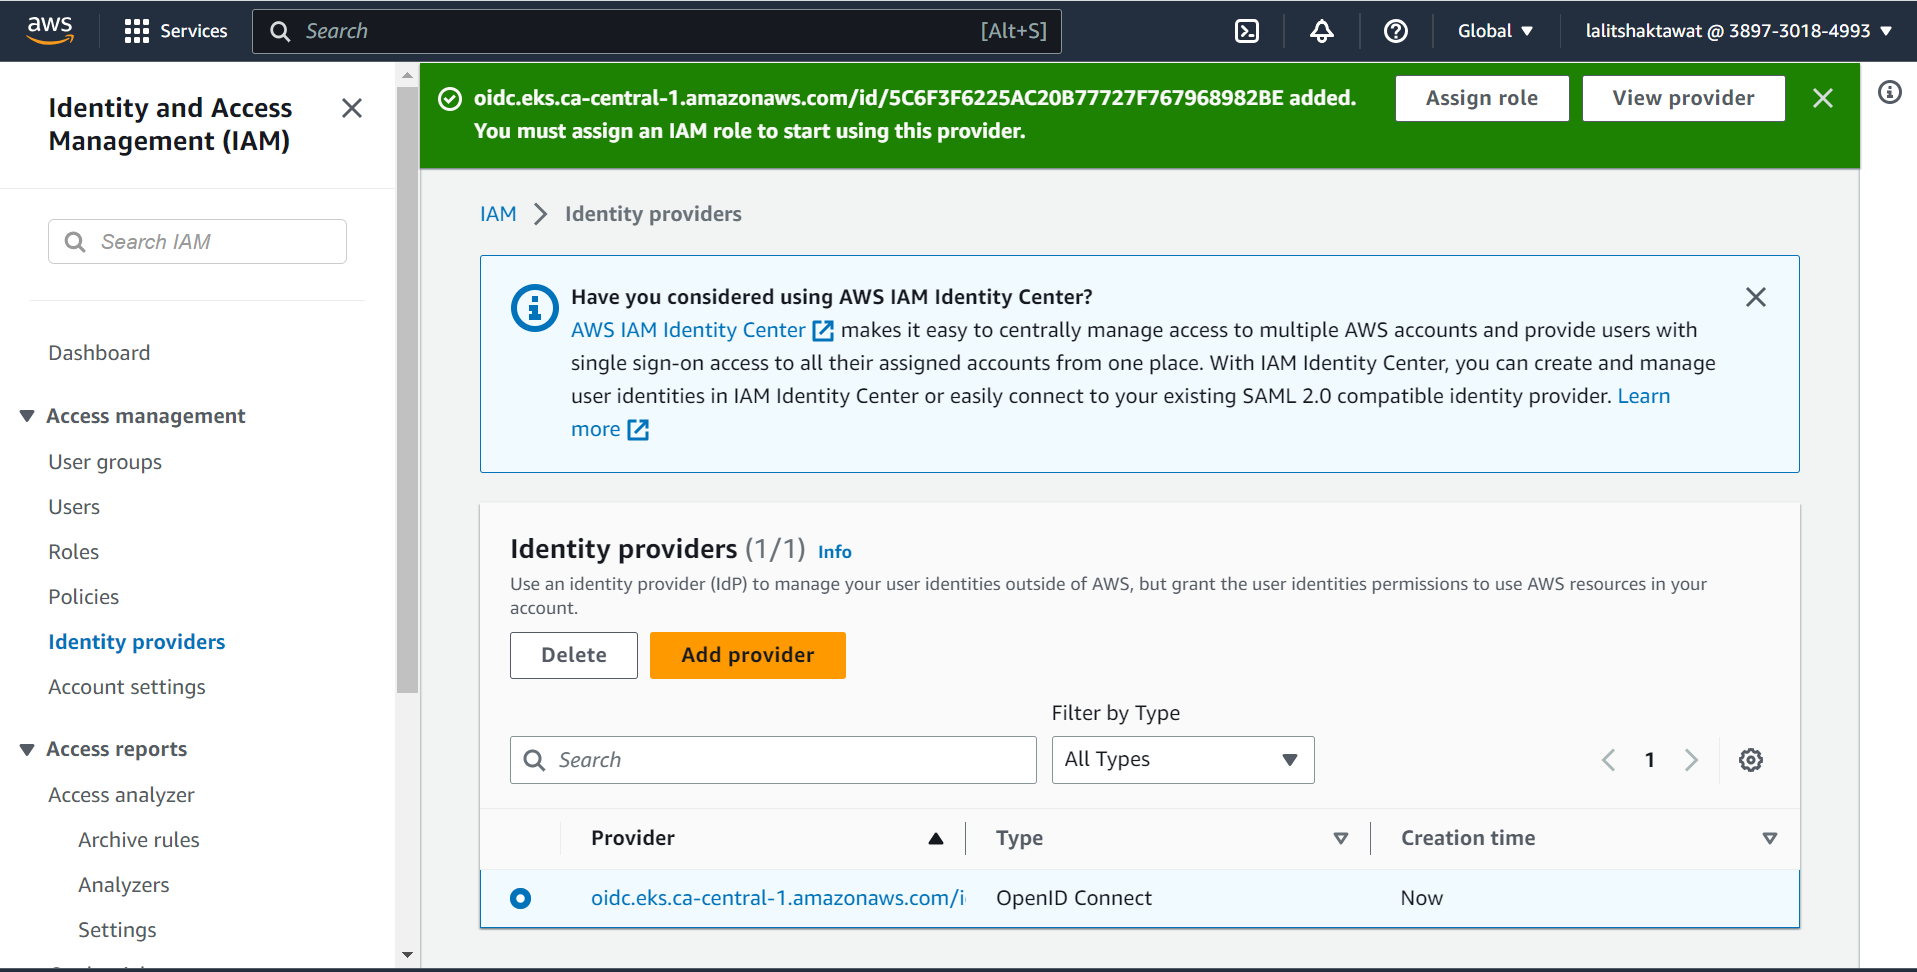 aws
Services
Search
[Alt+S]
Global
lalitshaktawat @ 3897-3018-4993
Identity and Access
Management (IAM)
Search IAM
Dashboard
Access management
User groups
Users
Roles
Policies
Identity providers
Account settings
Access reports
Access analyzer
Archive rules
Analyzers
Settings
oidc.eks.ca-central-1.amazonaws.com/id/5C6F3F6225AC20B77727F767968982BE added.
You must assign an IAM role to start using this provider.
Assign role
View provider
IAM
Identity providers
Have you considered using AWS IAM Identity Center?
AWS IAM Identity Center makes it easy to centrally manage access to multiple AWS accounts and provide users with
single sign-on access to all their assigned accounts from one place. With IAM Identity Center, you can create and manage
user identities in IAM Identity Center or easily connect to your existing SAML 2.0 compatible identity provider. Learn
more
Identity providers (1/1) Info
Use an identity provider (IdP) to manage your user identities outside of AWS, but grant the user identities permissions to use AWS resources in your
account.
Delete
Add provider
Filter by Type
Search
All Types
1
Provider
Type
Creation time
oidc.eks.ca-central-1.amazonaws.com/i
OpenID Connect
Now